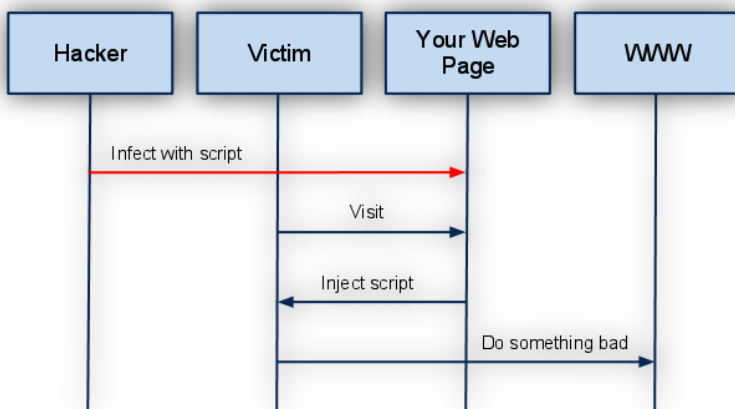 Hacker
Victim
Your Web
Page
WWW
Infect with script
Visit
Inject script
Do something bad